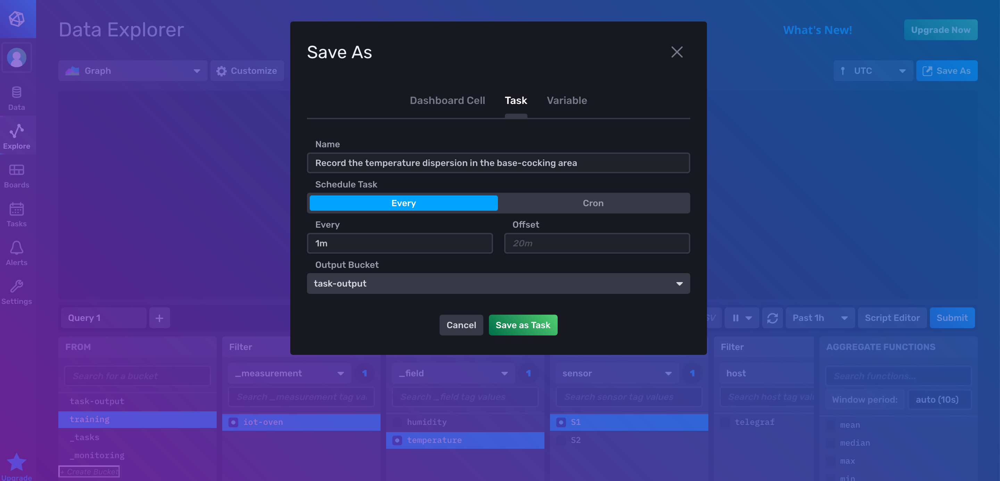 Data Explorer
What's New!
Upgrade Now
Graph
Customize
UTC
Save As
Data
Explore
Boards
Tasks
Alerts
Settings
Upgrade
Save As
Dashboard Cell
Task
Variable
Name
Record the temperature dispersion in the base-cocking area
Schedule Task
Every
Cron
Every
Offset
1m
20m
Output Bucket
task-output
Cancel
Save as Task
Query 1
+
Past 1h
Script Editor
Submit
FROM
Search for a bucket
task-output
training
_tasks
_monitoring
+ Create Bucket
Filter
_measurement
1
Search _measurement tag va
iot-oven
_field
1
Search _field tag values
humidity
temperature
sensor
1
Search sensor tag values
S1
S2
Filter
host
Search host tag val
telegraf
AGGREGATE FUNCTIONS
Search functions...
Window period:
auto (10s)
mean
median
max
min